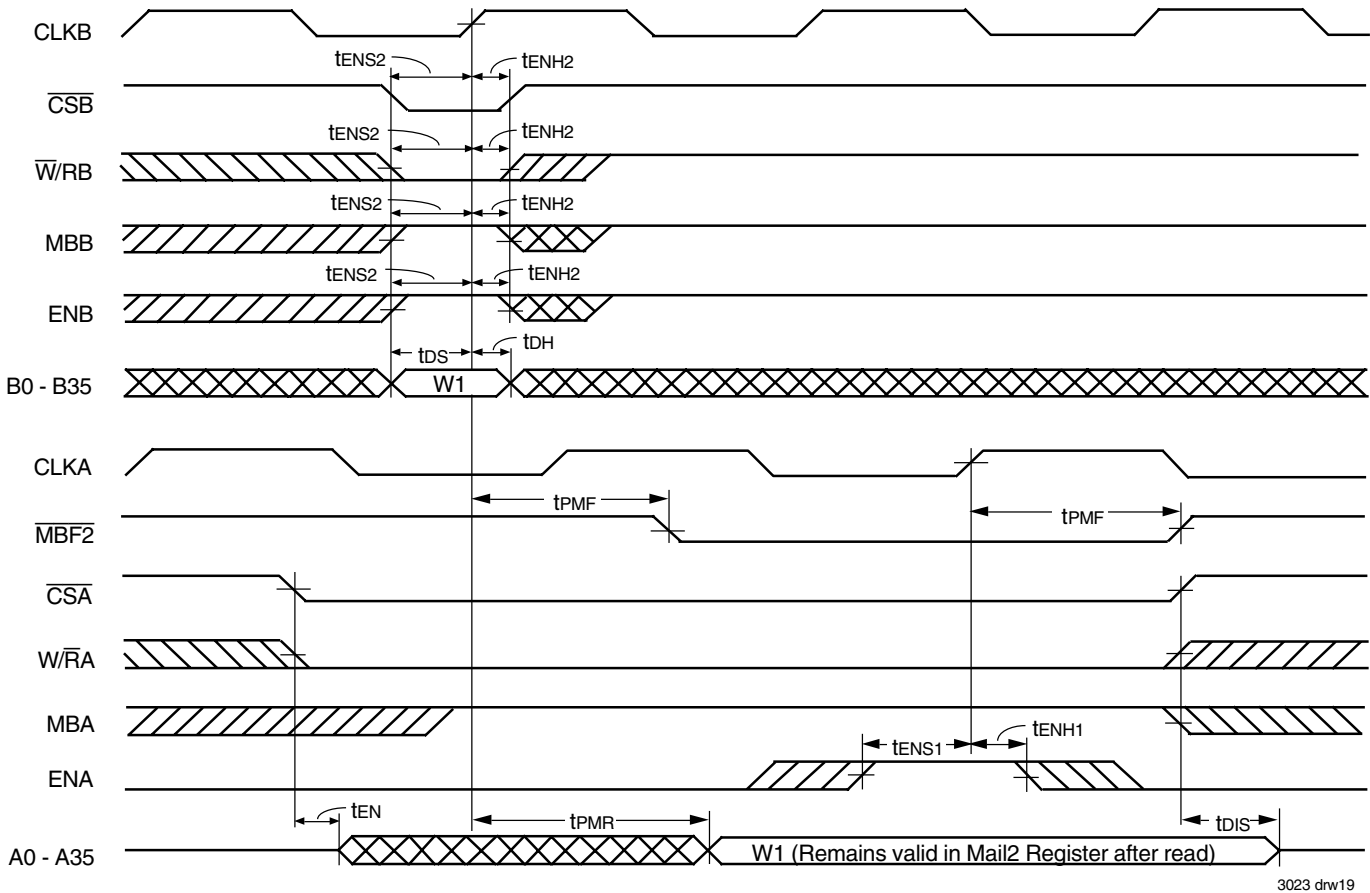 CLKB
tENS2 tENH2
CSB
tENS2 tENH2
W/RB
tENS2 tENH2
MBB
tENS2 tENH2
ENB
tDS tDH
B0 - B35 W1
CLKA
tPMF tPMF
MBF2
CSA
W/RA
MBA
tENS1 tENH1
ENA
tEN tPMR tDIS
A0 - A35 W1 (Remains valid in Mail2 Register after read)
3023 drw19